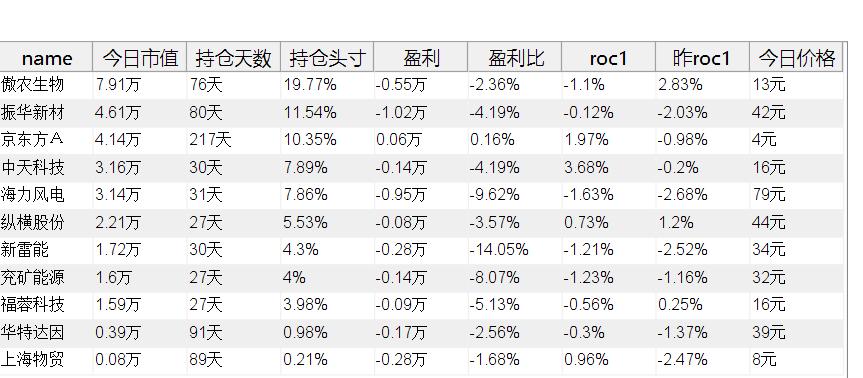 name 今日市值 持仓天数 持仓头寸 盈利 盈利比 roc1 昨roc1 今日价格
傲农生物 7.91万 76天 19.77% -0.55万 -2.36% -1.1% 2.83% 13元
振华新材 4.61万 80天 11.54% -1.02万 -4.19% -0.12% -2.03% 42元
京东方A 4.14万 217天 10.35% 0.06万 0.16% 1.97% -0.98% 4元
中天科技 3.16万 30天 7.89% -0.14万 -4.19% 3.68% -0.2% 16元
海力风电 3.14万 31天 7.86% -0.95万 -9.62% -1.63% -2.68% 79元
纵横股份 2.21万 27天 5.53% -0.08万 -3.57% 0.73% 1.2% 44元
新雷能 1.72万 30天 4.3% -0.28万 -14.05% -1.21% -2.52% 34元
兖矿能源 1.6万 27天 4% -0.14万 -8.07% -1.23% -1.16% 32元
福蓉科技 1.59万 27天 3.98% -0.09万 -5.13% -0.56% 0.25% 16元
华特达因 0.39万 91天 0.98% -0.17万 -2.56% -0.3% -1.37% 39元
上海物贸 0.08万 89天 0.21% -0.28万 -1.68% 0.96% -2.47% 8元